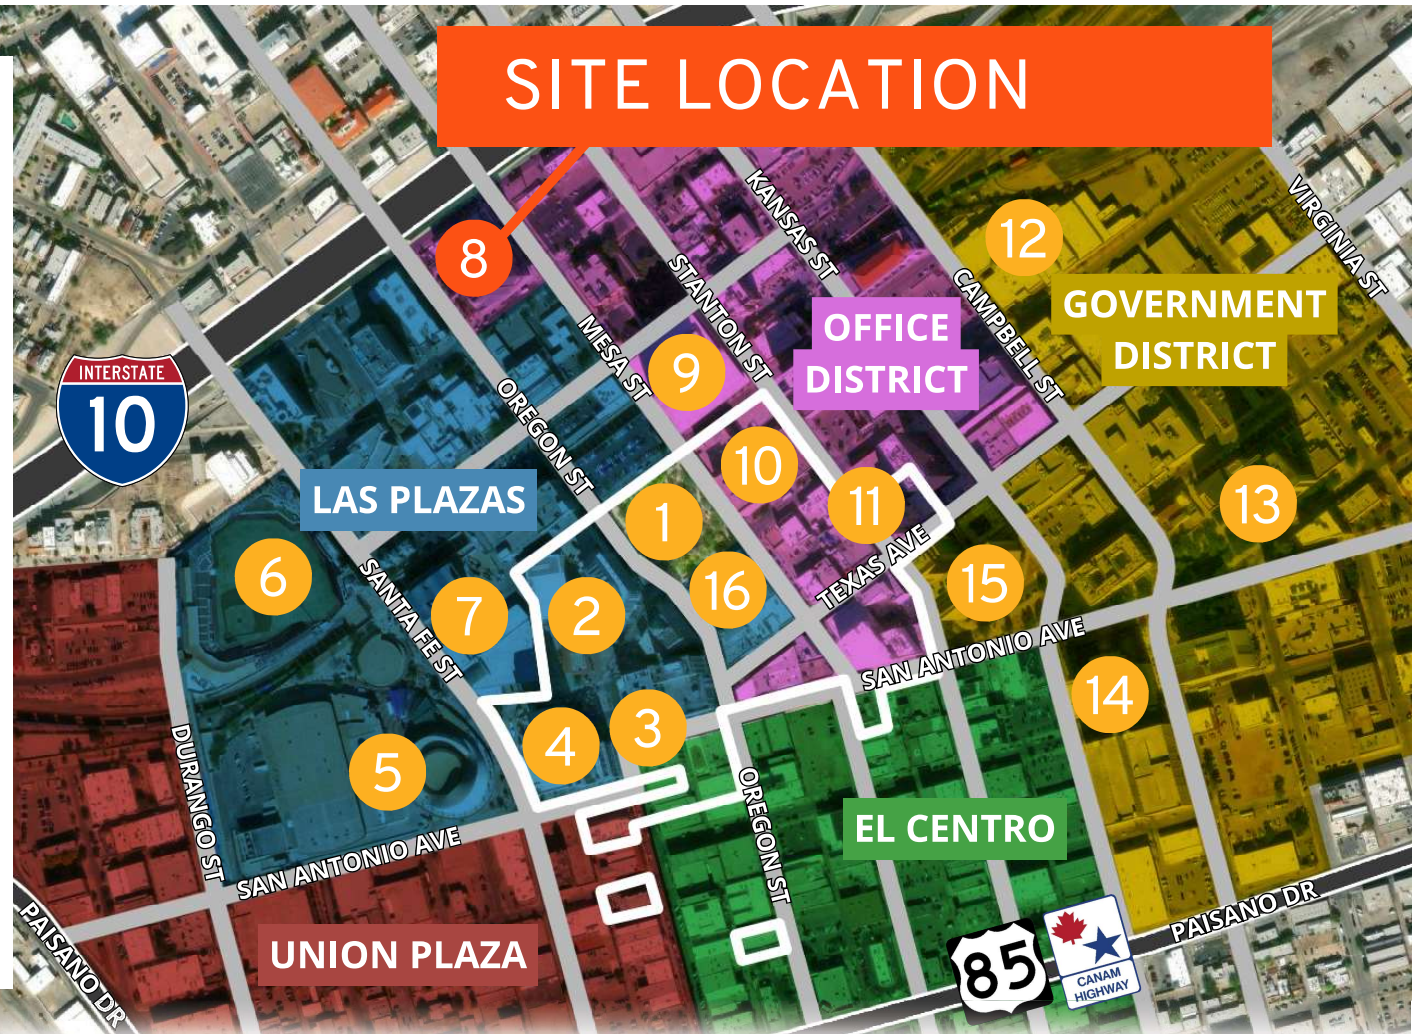 SITE LOCATION
8
12
KANSAS ST
VIRGINIA ST
STANTON ST
CAMPBELL ST
GOVERNMENT
DISTRICT
OFFICE
DISTRICT
MESA ST
9
INTERSTATE
10
OREGON ST
LAS PLAZAS
10
1
11
13
6
SANTA FE ST
7
2
16
TEXAS AVE
15
SAN ANTONIO AVE
14
3
4
5
DURANGO ST
OREGON ST
EL CENTRO
SAN ANTONIO AVE
PAISANO DR
UNION PLAZA
85
CANAM
HIGHWAY
PAISANO DR